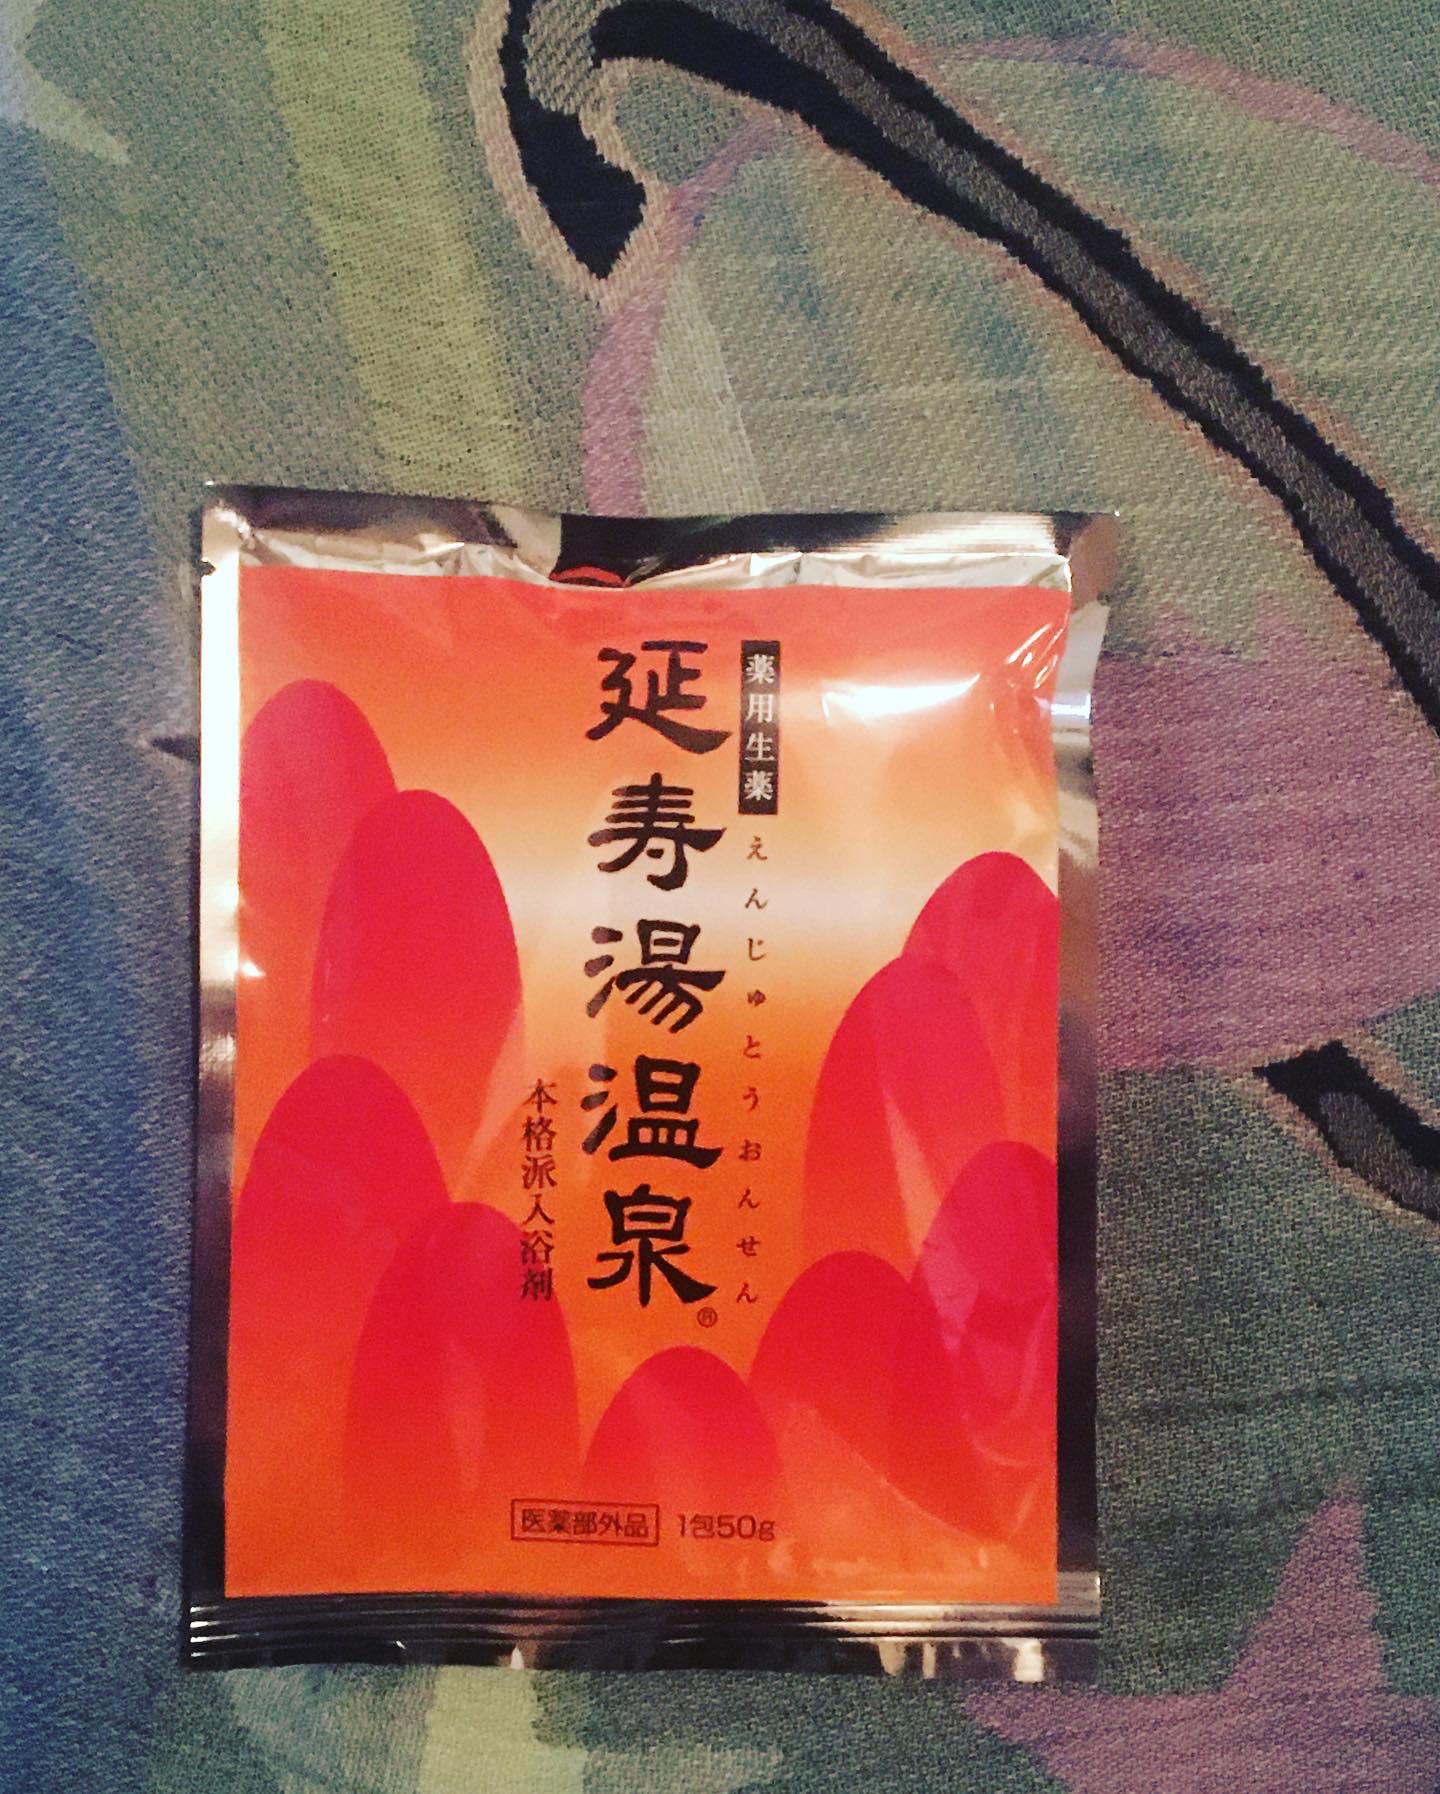 薬用生薬
えんじゅとうおんせん
延寿湯温泉®
本格派入浴剤
医薬部外品 1包50g